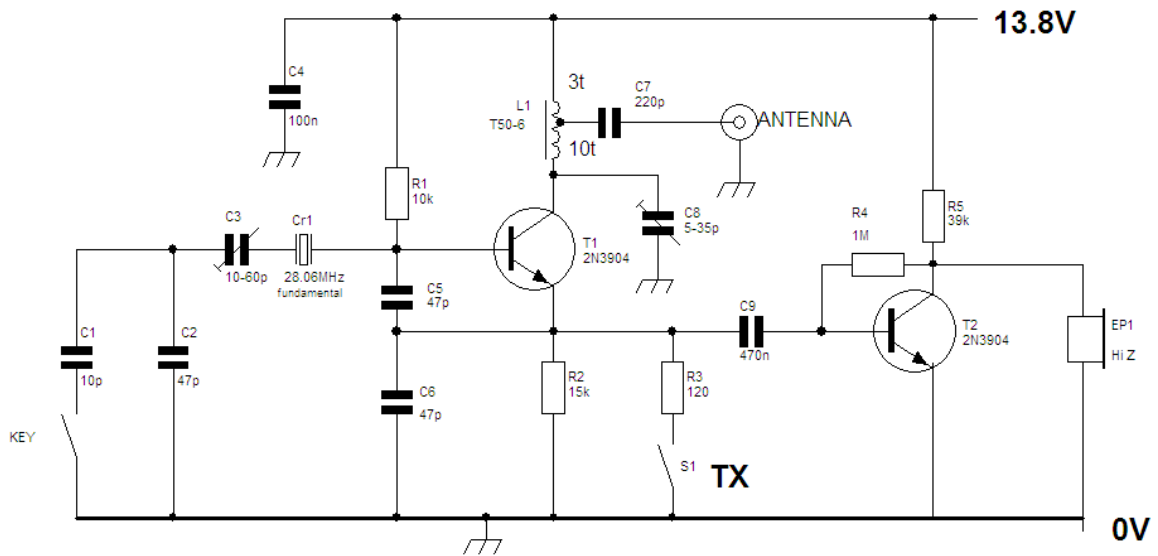 13.8V
C4
100n
3t
L1
T50-6
10t
C7
220p
ANTENNA
R1
10k
C8
5-35p
R5
39k
R4
1M
C3
10-60p
Cr1
28.06MHz
fundamental
T1
2N3904
C5
47p
C9
470n
T2
2N3904
EP1
Hi Z
C1
10p
C2
47p
C6
47p
R2
15k
R3
120
KEY
S1
TX
0V